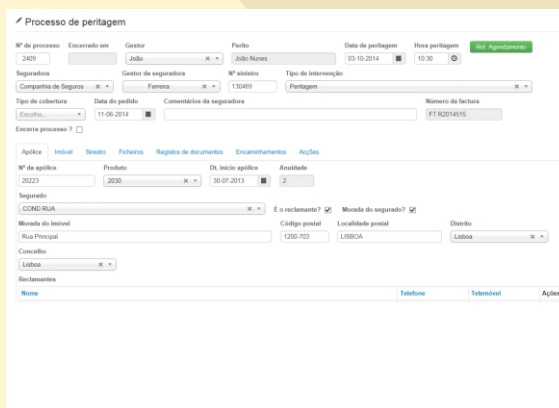 Processo de peritagem
Nº de processo Encerrado em Gestor Perito Data de peritagem Hora peritagem Ref. Agendamento
2409 João João Nunes 03-10-2014 10:30
Seguradora Gestor da seguradora Nº sinistro Tipo de intervenção
Companhia de Seguros Ferreira 130469 Peritagem
Tipo de cobertura Data do pedido Comentários da seguradora Número da factura
Escolha... 11-06-2014 FT R2014515
Encerra processo ?
Apólice Imóvel Sinistro Ficheiros Registos de documentos Encaminhamentos Acções
Nº da apólice Produto Dt. início apólice Anuidade
20223 2030 30-07-2013 2
Segurado
COND RUA É o reclamante? Morada do segurado?
Morada do imóvel Código postal Localidade postal Distrito
Rua Principal 1200-703 LISBOA Lisboa
Concelho
Lisboa
Reclamantes
Nome Telefone Telemóvel Ações